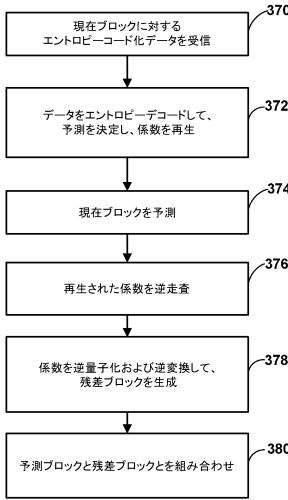 370
現在ブロックに対する
エントロピーコード化データを受信
372
データをエントロピーデコードして、
予測を決定し、係数を再生
374
現在ブロックを予測
376
再生された係数を逆走査
378
係数を逆量子化および逆変換して、
残差ブロックを生成
380
予測ブロックと残差ブロックとを組み合わせ